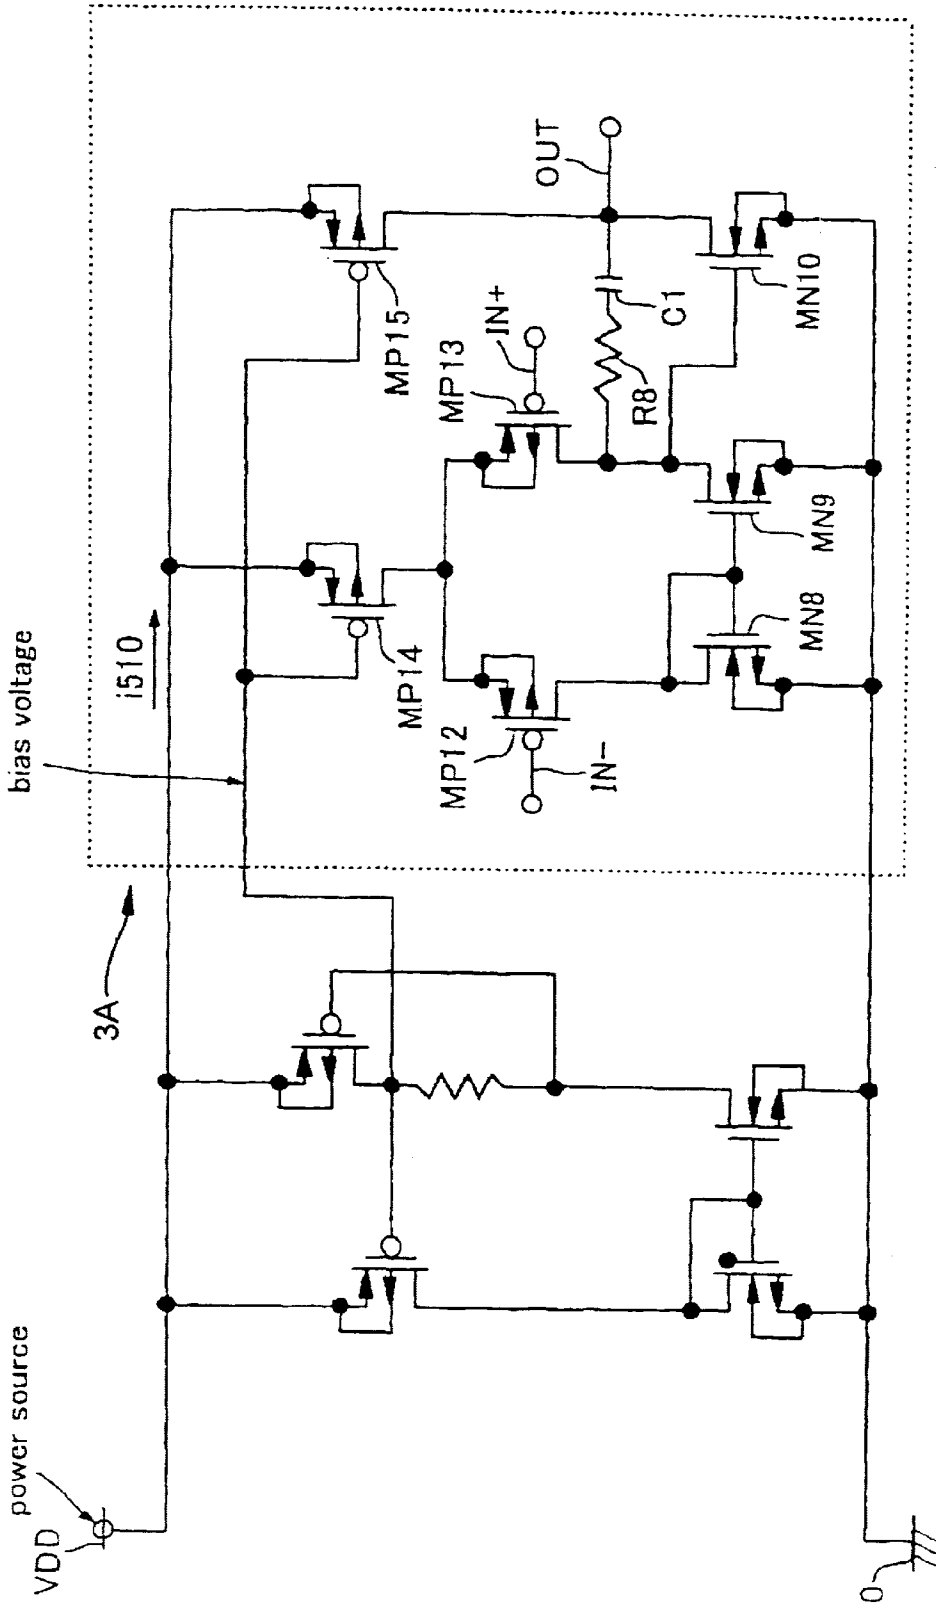 power source
VDD
0
3A
bias voltage
i510
MP14
MP15
MP12
IN-
MP13
IN+
R8
C1
OUT
MN8
MN9
MN10